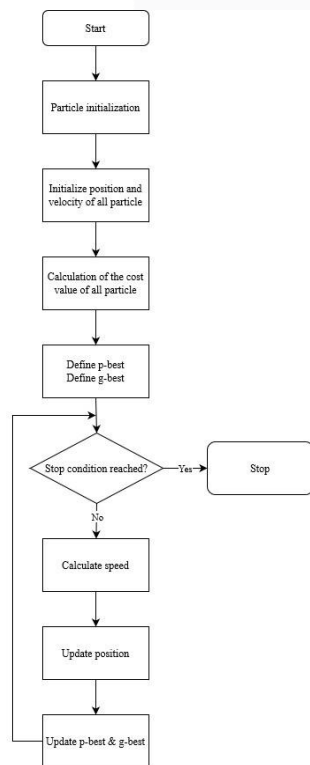 Start
Particle initialization
Initialize position and
velocity of all particle
Calculation of the cost
value of all particle
Define p-best
Define g-best
Stop condition reached?
Yes
Stop
No
Calculate speed
Update position
Update p-best & g-best